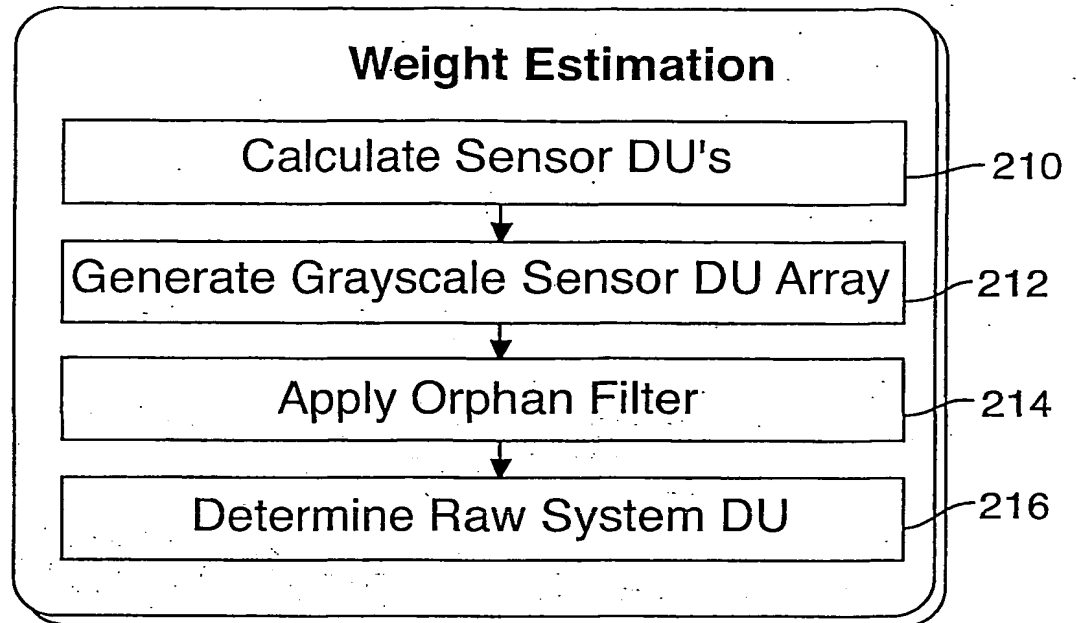 Weight Estimation
Calculate Sensor DU's
210
Generate Grayscale Sensor DU Array
212
Apply Orphan Filter
214
Determine Raw System DU
216